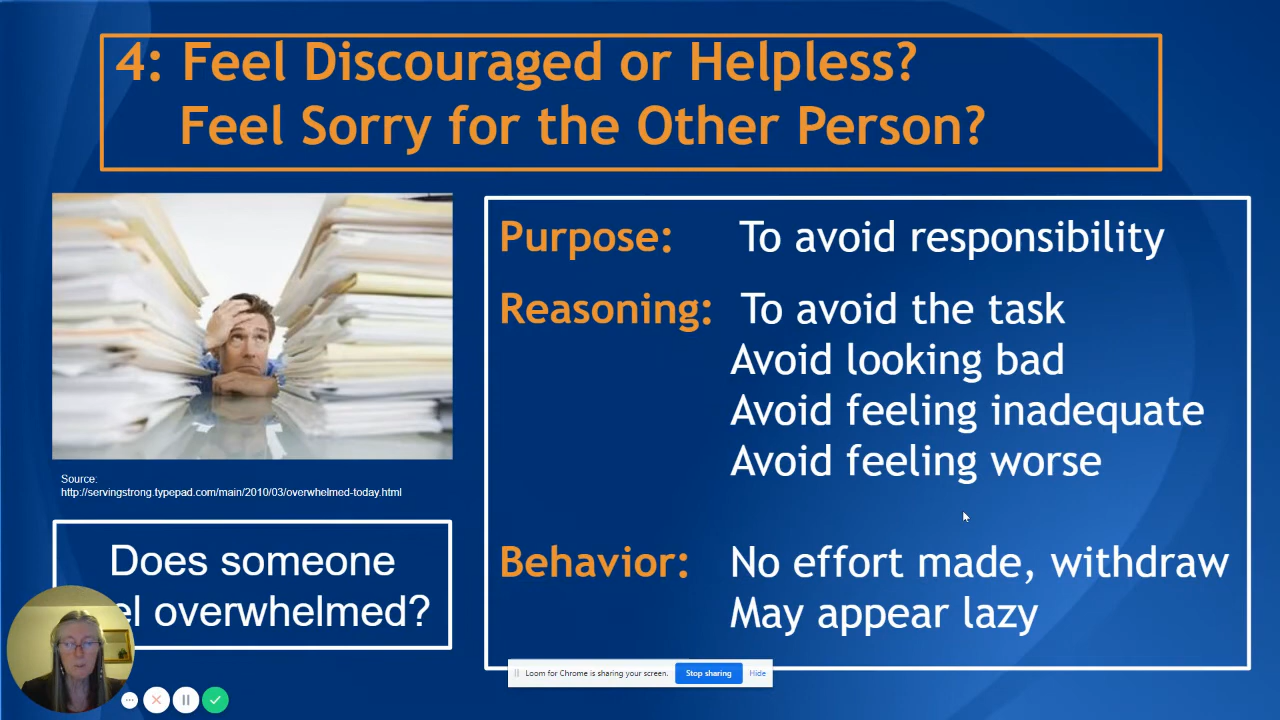 4: Feel Discouraged or Helpless?
Feel Sorry for the Other Person?
Source:
http://servingstrong.typepad.com/main/2010/03/overwhelmed-today.html
Does someone
el overwhelmed?
Purpose: To avoid responsibility
Reasoning: To avoid the task
Avoid looking bad
Avoid feeling inadequate
Avoid feeling worse
Behavior: No effort made, withdraw
May appear lazy
Loom for Chrome is sharing your screen. Stop sharing Hide